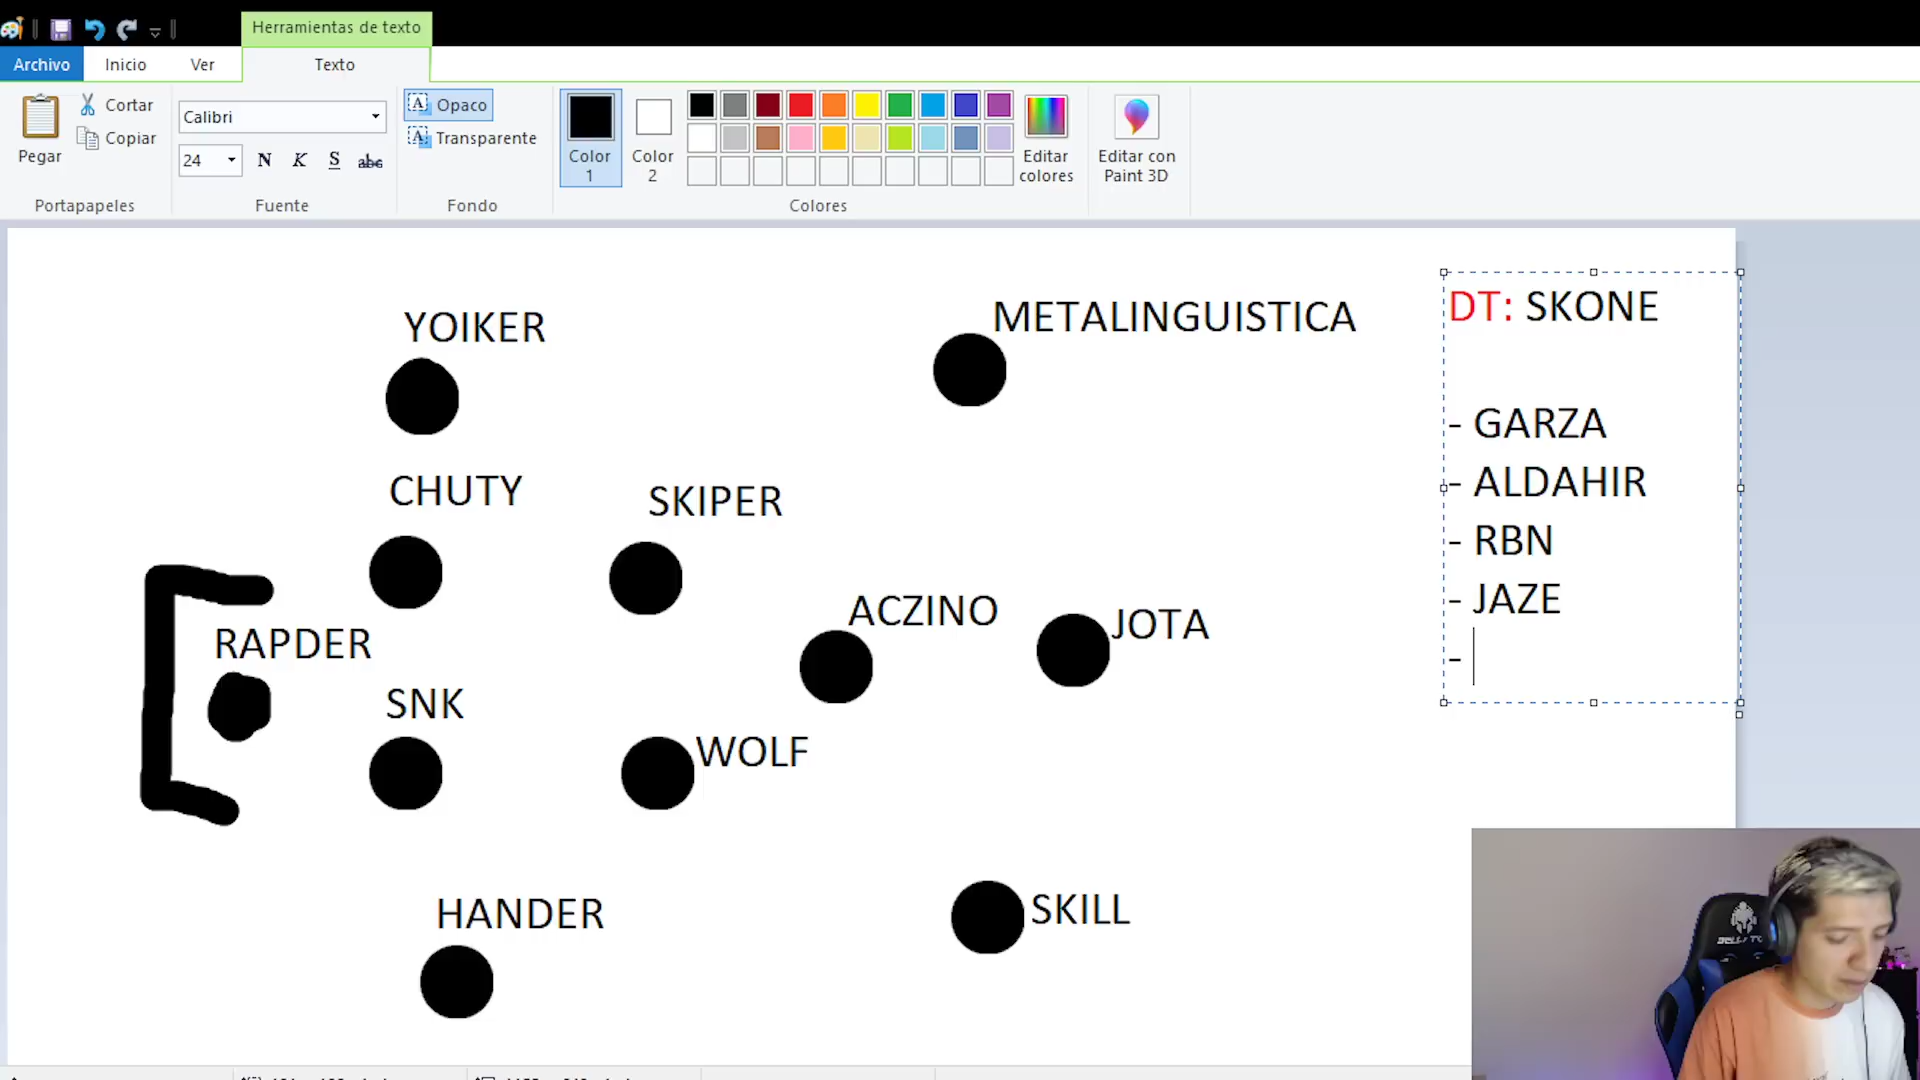 Herramientas de texto
Archivo
Inicio
Ver
Texto
Pegar
Cortar
Copiar
Portapapeles
Calibri
24
N K S abc
Fuente
Opaco
Transparente
Fondo
Color 1
Color 2
Colores
Editar colores
Editar con Paint 3D
YOIKER
METALINGUISTICA
CHUTY
SKIPER
RAPDER
ACZINO
JOTA
SNK
WOLF
HANDER
SKILL
DT: SKONE
- GARZA
- ALDAHIR
- RBN
- JAZE
-